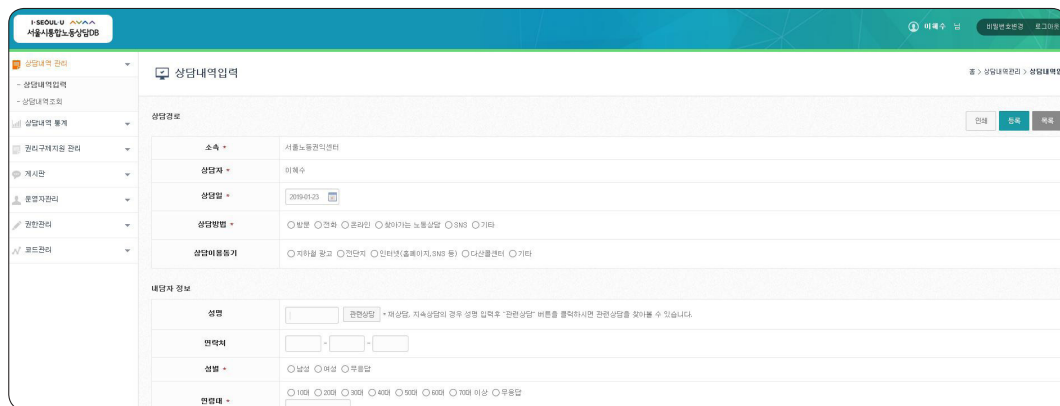 I·SEOUL·U
서울시통합노동상담DB
이혜수 님
비밀번호변경 로그아웃
상담내역 관리
- 상담내역입력
- 상담내역조회
상담내역 통계
권리구제지원 관리
게시판
운영자관리
권한관리
코드관리
상담내역입력
홈 > 상담내역관리 > 상담내역입
상담경로
인쇄 등록 목록
소속 * 서울노동권익센터
상담자 * 이혜수
상담일 * 2019-01-23
상담방법 * 방문 전화 온라인 찾아가는 노동상담 SNS 기타
상담이용동기 지하철 광고 전단지 인터넷(홈페이지,SNS 등) 다산콜센터 기타
내담자 정보
성명 관련상담 * 재상담, 지속상담의 경우 성명 입력후 "관련상담" 버튼을 클릭하시면 관련상담을 찾아볼 수 있습니다.
연락처 - -
성별 * 남성 여성 무응답
연령대 * 10대 20대 30대 40대 50대 60대 70대 이상 무응답